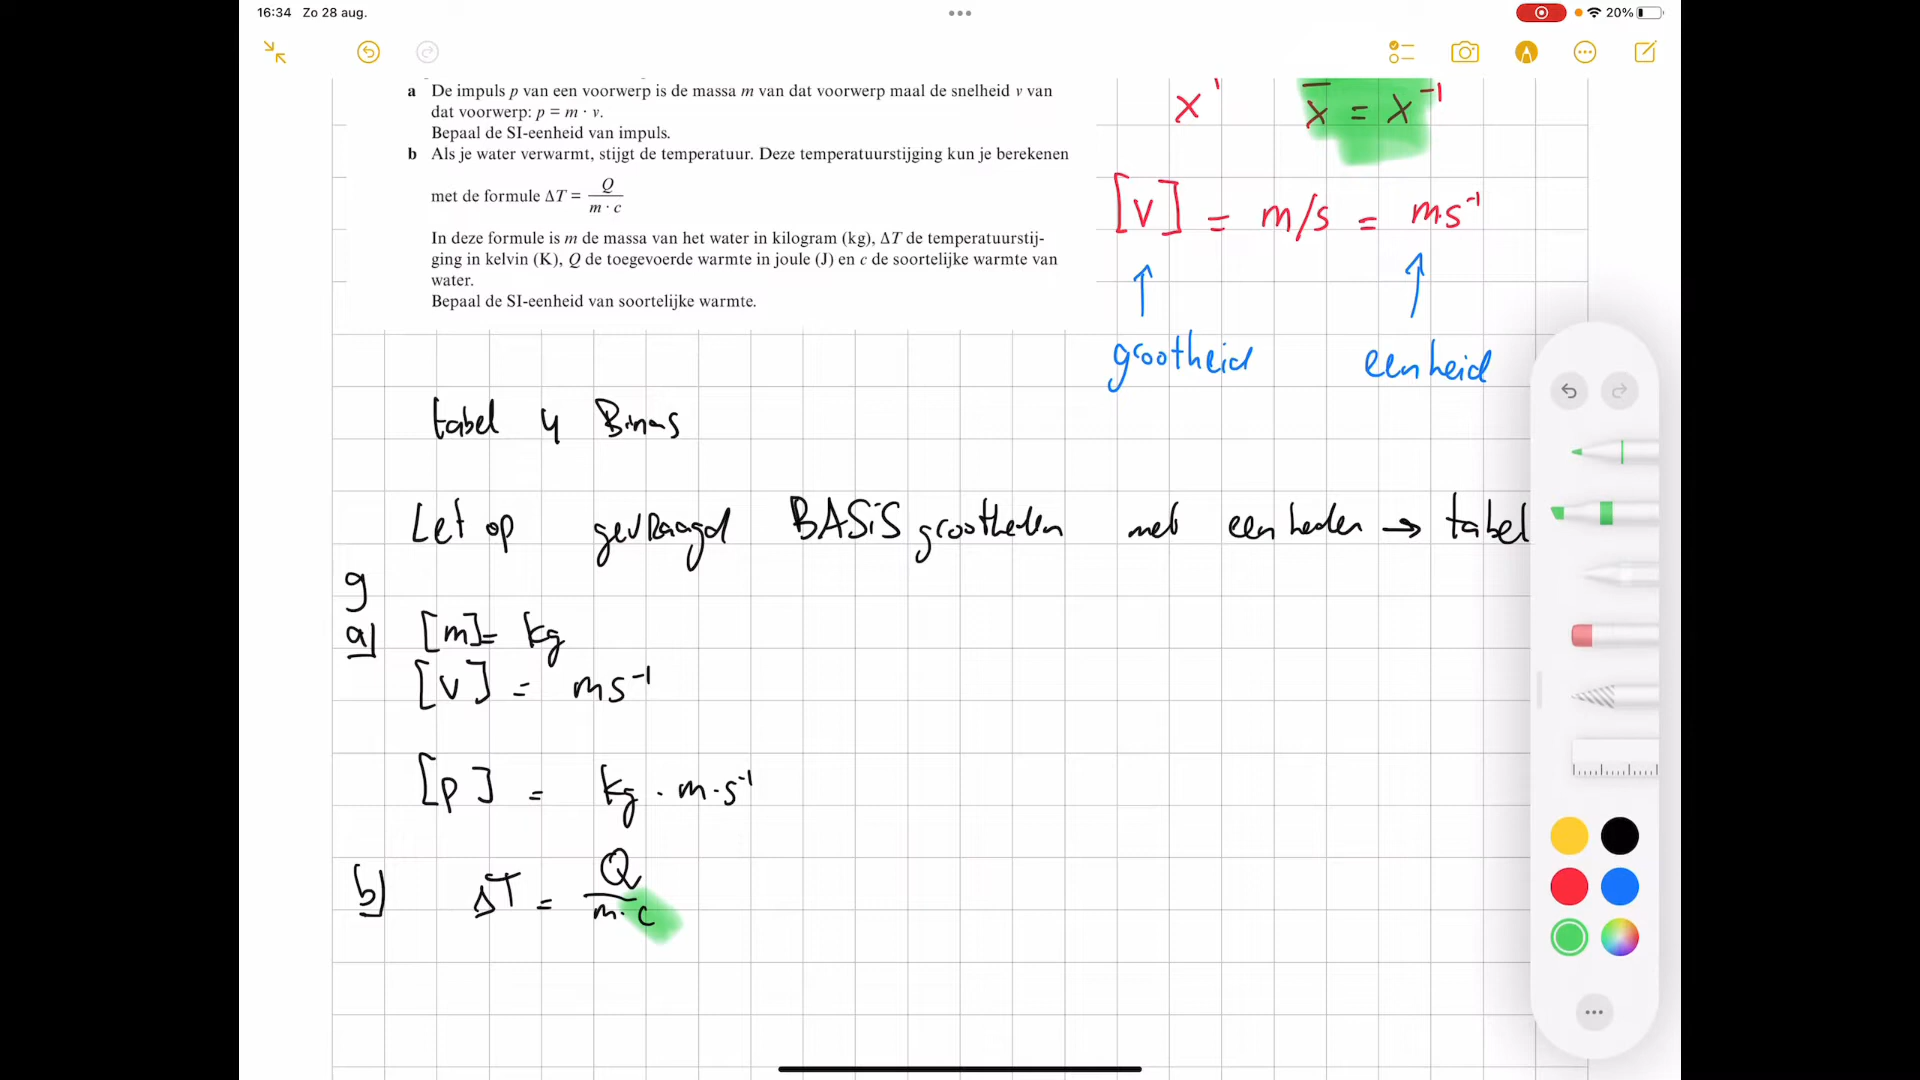 16:34 Zo 28 aug.
20%
a De impuls p van een voorwerp is de massa m van dat voorwerp maal de snelheid v van
dat voorwerp: p = m · v.
Bepaal de SI-eenheid van impuls.
b Als je water verwarmt, stijgt de temperatuur. Deze temperatuurstijging kun je berekenen
met de formule ΔT = Q / m · c
In deze formule is m de massa van het water in kilogram (kg), ΔT de temperatuurstij-
ging in kelvin (K), Q de toegevoerde warmte in joule (J) en c de soortelijke warmte van
water.
Bepaal de SI-eenheid van soortelijke warmte.
x¹ x = x⁻¹
[v] = m/s = m·s⁻¹
grootheid eenheid
tabel 4 Binas
Let op gevraagd BASiS grootheden met eenheden → tabel
g
a) [m]= kg
[v] = ms⁻¹
[p] = kg · m·s⁻¹
b) ΔT = Q / m·c